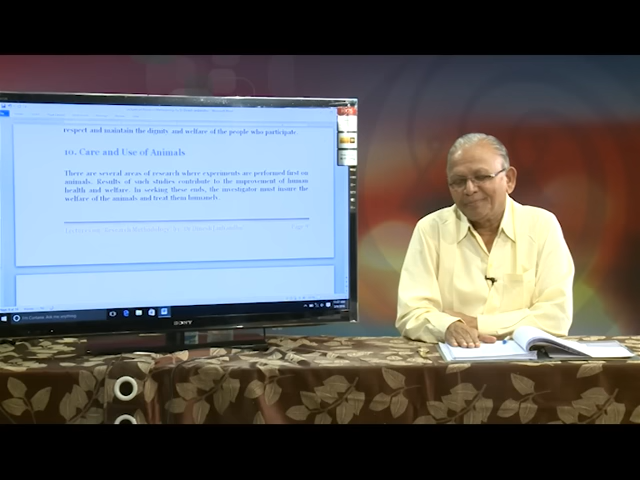 respect and maintain the dignity and welfare of the people who participate.
10. Care and Use of Animals
There are several areas of research where experiments are performed first on
animals. Results of such studies contribute to the improvement of human
health and welfare. In seeking these ends, the investigator must insure the
welfare of the animals and treat them humanely.
SONY